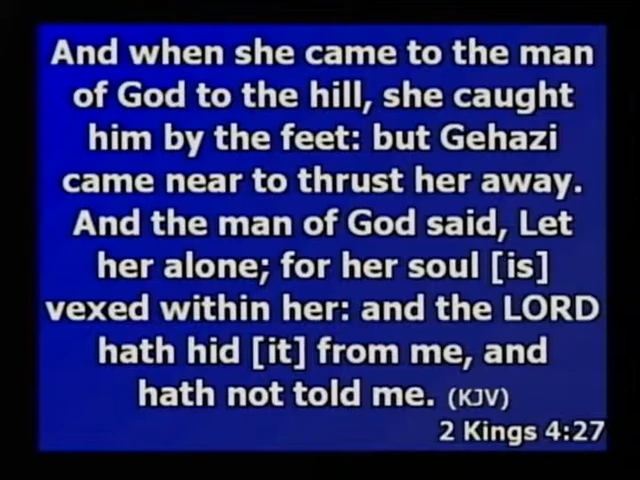 And when she came to the man
of God to the hill, she caught
him by the feet: but Gehazi
came near to thrust her away.
And the man of God said, Let
her alone; for her soul [is]
vexed within her: and the LORD
hath hid [it] from me, and
hath not told me. (KJV)
2 Kings 4:27